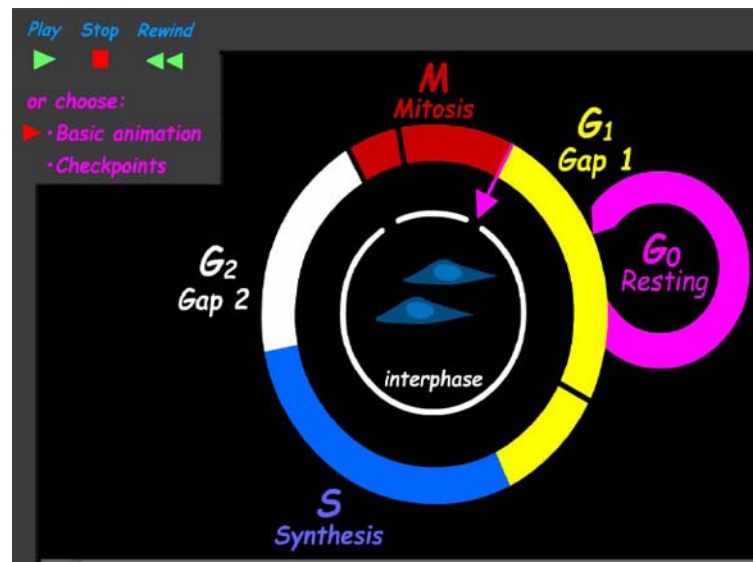 Play Stop Rewind
or choose:
• Basic animation
• Checkpoints
M
Mitosis
G₁
Gap 1
G₀
Resting
G₂
Gap 2
interphase
S
Synthesis